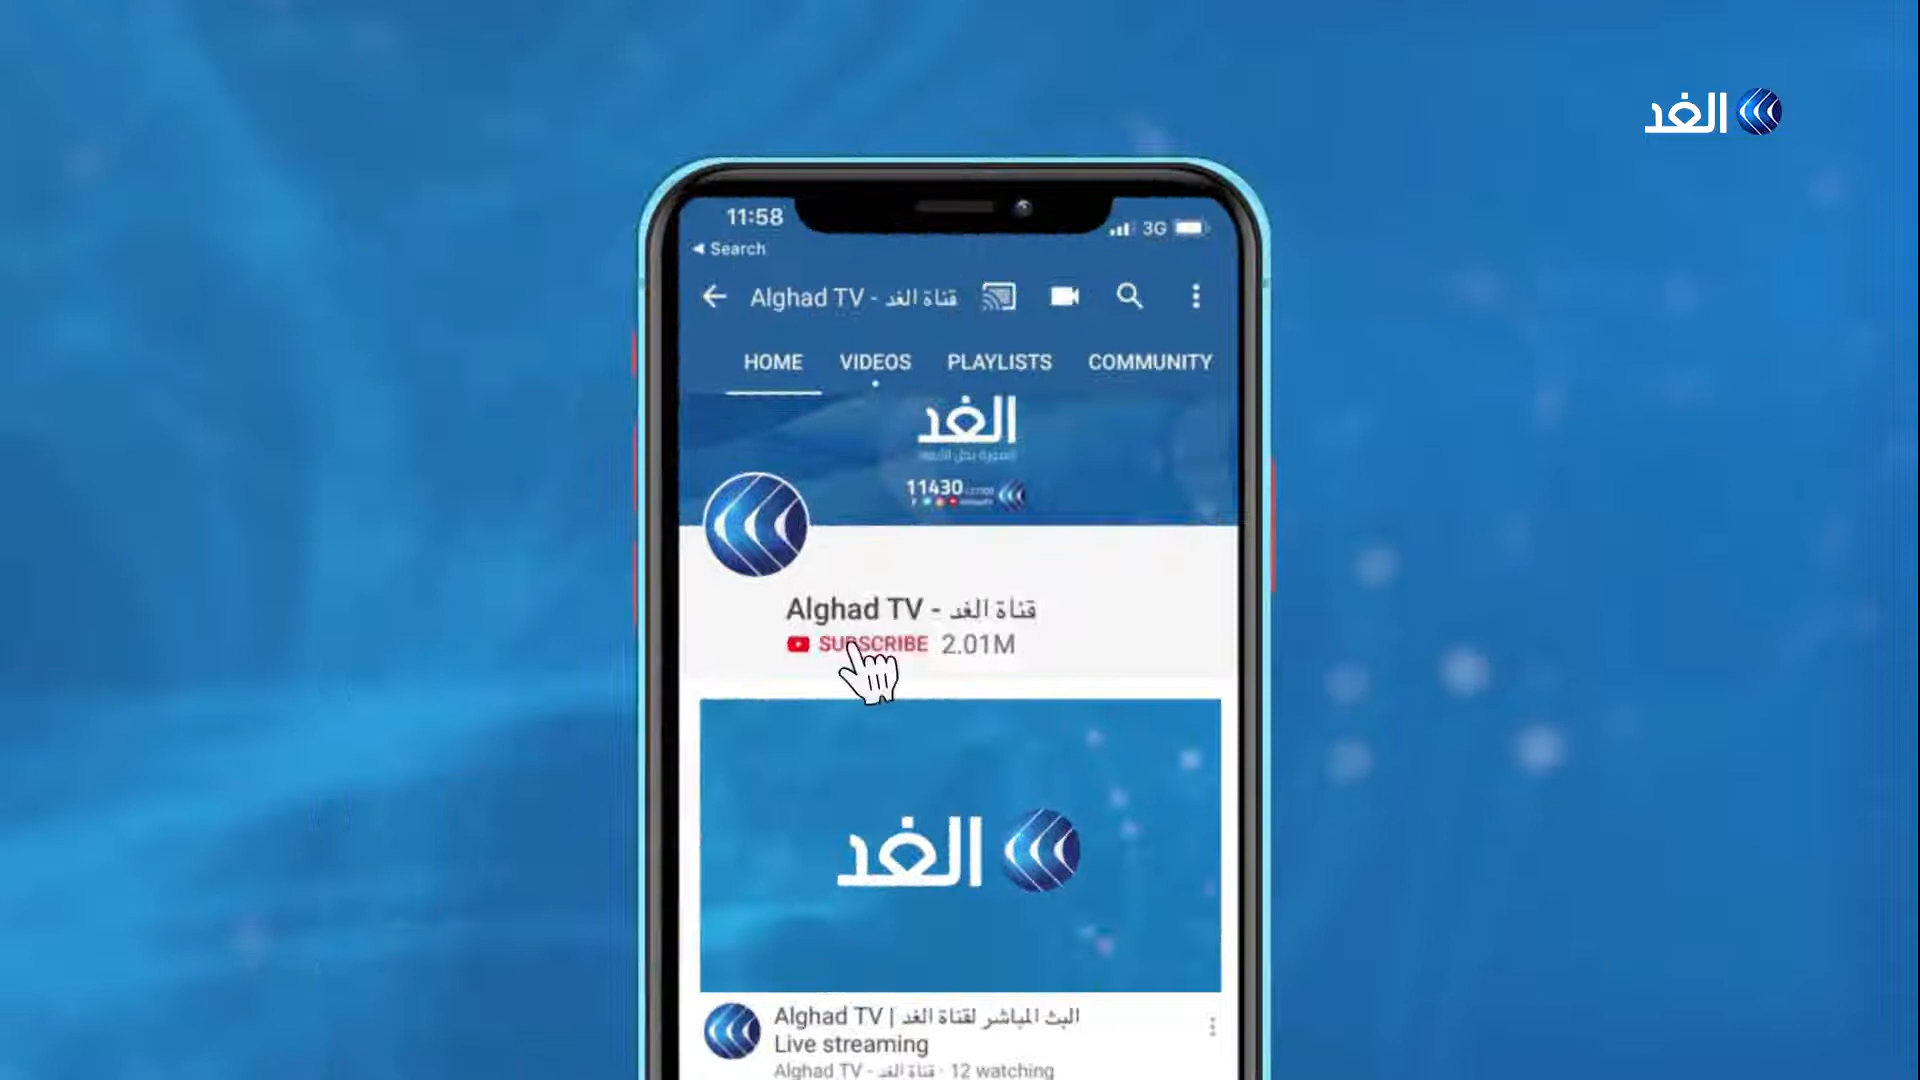 الغد
11:58
3G
Search
Alghad TV - قناة الغد
HOME VIDEOS PLAYLISTS COMMUNITY
الغد
11430
Alghad TV - قناة الغد
SUBSCRIBE 2.01M
الغد
Alghad TV | البث المباشر لقناة الغد
Live streaming
Alghad TV - قناة الغد · 12 watching